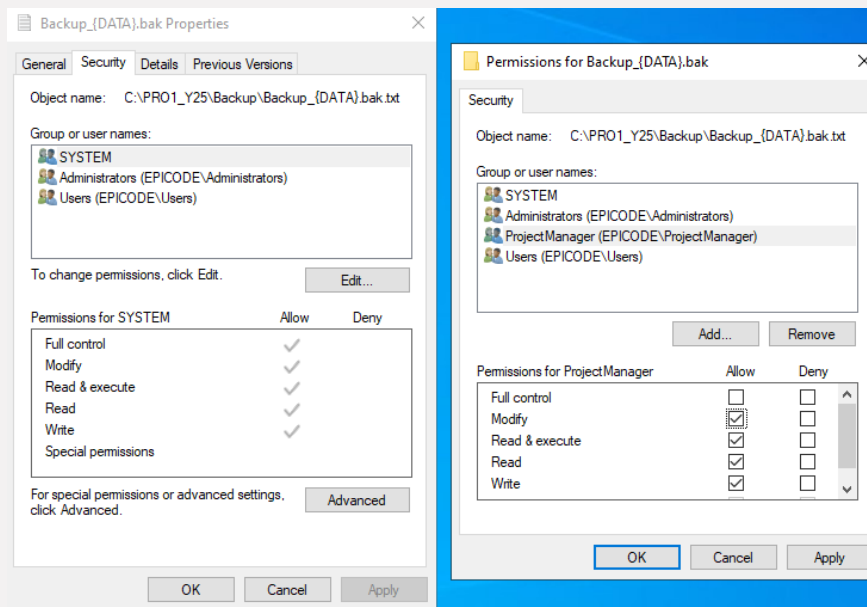 Backup_{DATA}.bak Properties
General Security Details Previous Versions
Object name: C:\PRO1_Y25\Backup\Backup_{DATA}.bak.txt
Group or user names:
SYSTEM
Administrators (EPICODE\Administrators)
Users (EPICODE\Users)
To change permissions, click Edit.
Edit...
Permissions for SYSTEM Allow Deny
Full control
Modify
Read & execute
Read
Write
Special permissions
For special permissions or advanced settings,
click Advanced.
Advanced
OK Cancel Apply
Permissions for Backup_{DATA}.bak
Security
Object name: C:\PRO1_Y25\Backup\Backup_{DATA}.bak.txt
Group or user names:
SYSTEM
Administrators (EPICODE\Administrators)
ProjectManager (EPICODE\ProjectManager)
Users (EPICODE\Users)
Add... Remove
Permissions for ProjectManager Allow Deny
Full control
Modify
Read & execute
Read
Write
OK Cancel Apply